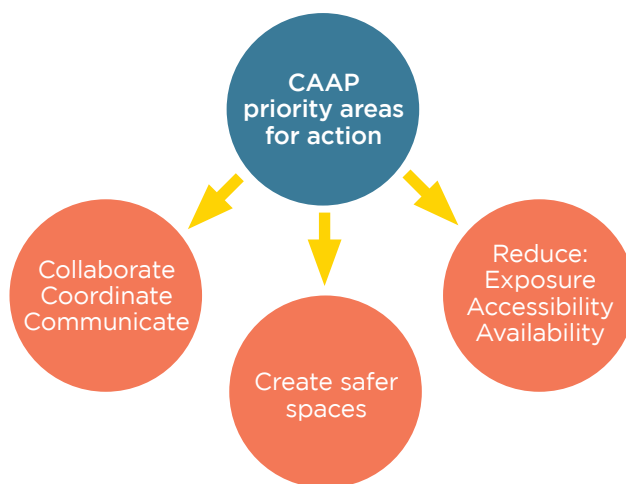 CAAP
priority areas
for action
Collaborate
Coordinate
Communicate
Create safer
spaces
Reduce:
Exposure
Accessibility
Availability